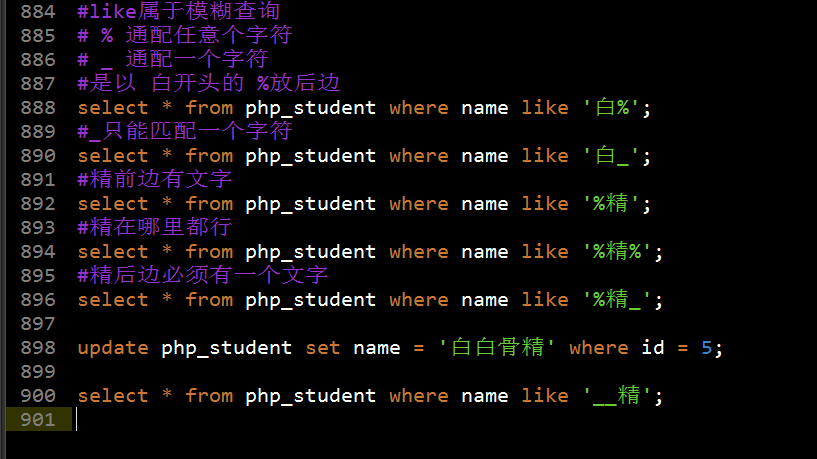 884 #like属于模糊查询
885 # % 通配任意个字符
886 # _ 通配一个字符
887 #是以 白开头的 %放后边
888 select * from php_student where name like '白%';
889 #_只能匹配一个字符
890 select * from php_student where name like '白_';
891 #精前边有文字
892 select * from php_student where name like '%精';
893 #精在哪里都行
894 select * from php_student where name like '%精%';
895 #精后边必须有一个文字
896 select * from php_student where name like '%精_';
897
898 update php_student set name = '白白骨精' where id = 5;
899
900 select * from php_student where name like '__精';
901